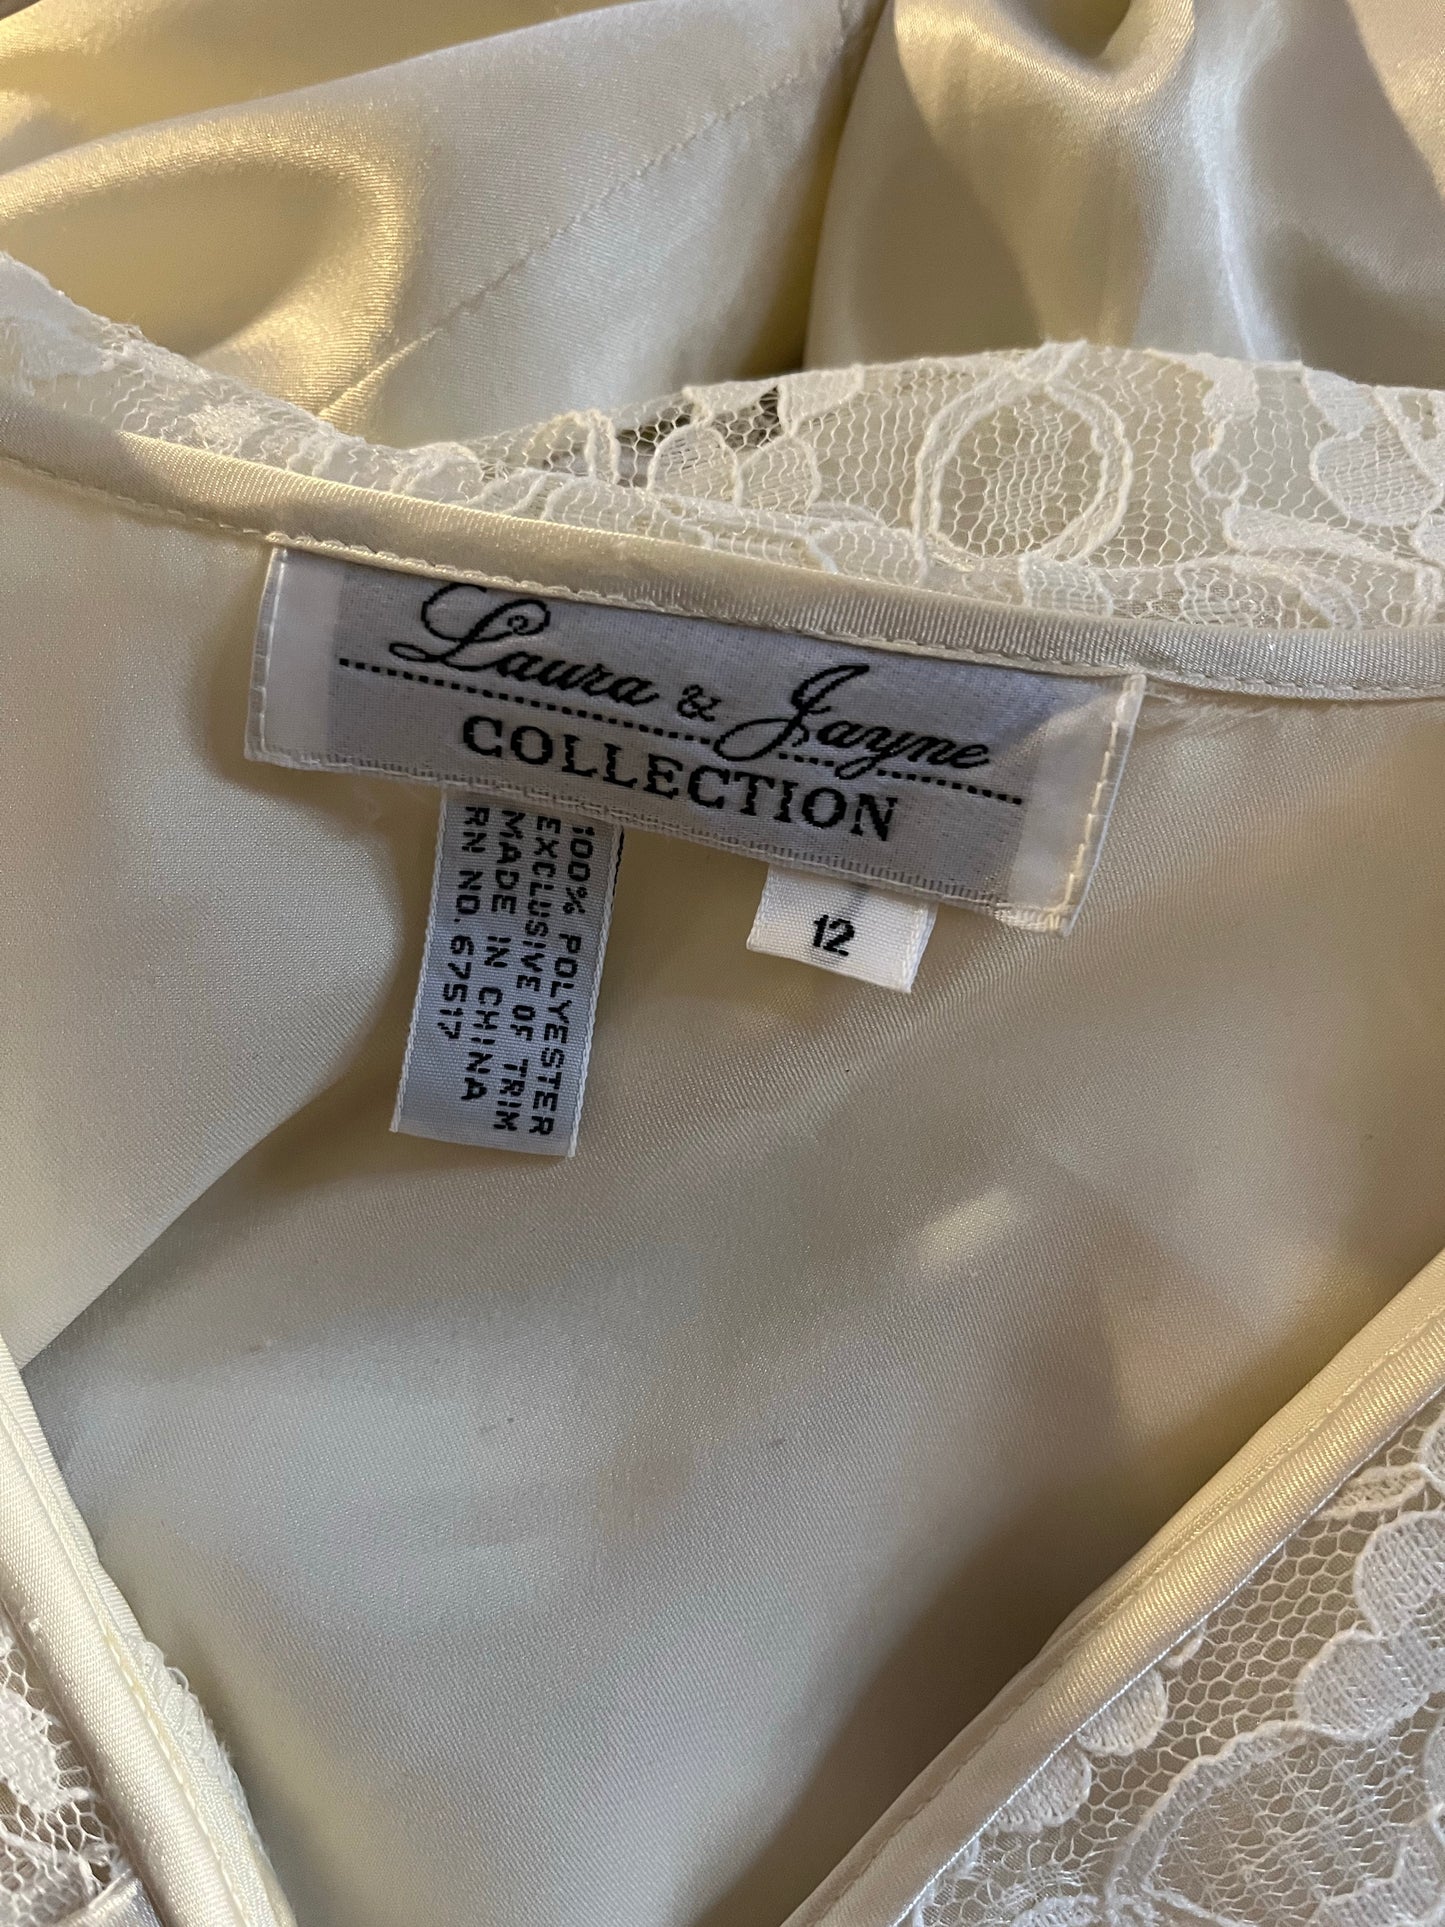 Laura & Jayne
COLLECTION
12
100% POLYESTER
EXCLUSIVE OF TRIM
MADE IN CHINA
RN NO. 67517